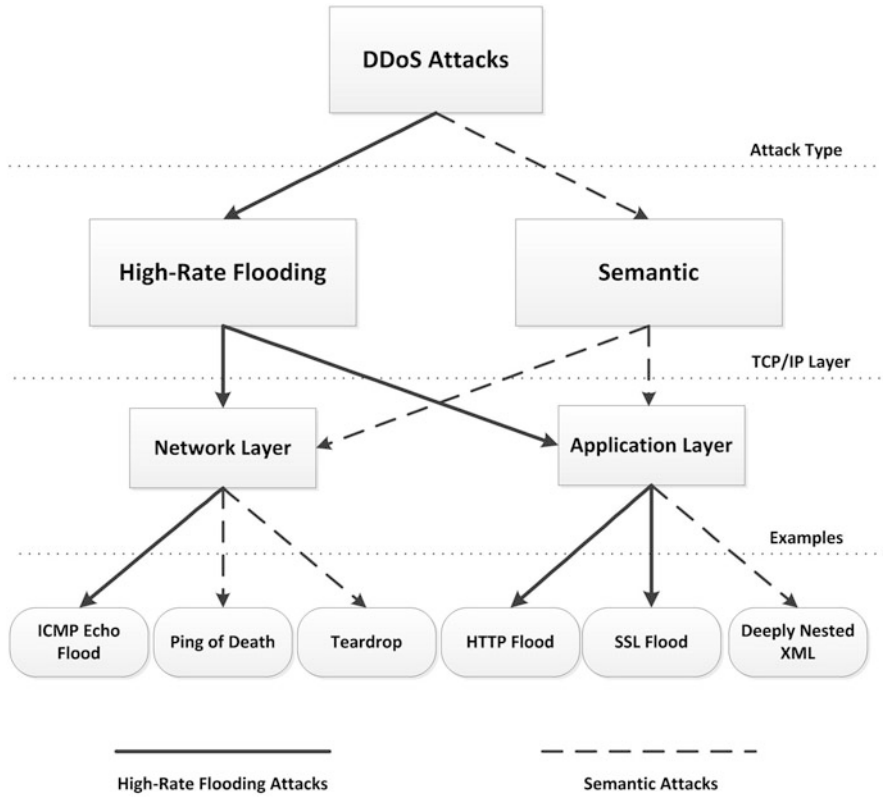 DDoS Attacks
Attack Type
High-Rate Flooding
Semantic
TCP/IP Layer
Network Layer
Application Layer
Examples
ICMP Echo
Flood
Ping of Death
Teardrop
HTTP Flood
SSL Flood
Deeply Nested
XML
High-Rate Flooding Attacks
Semantic Attacks